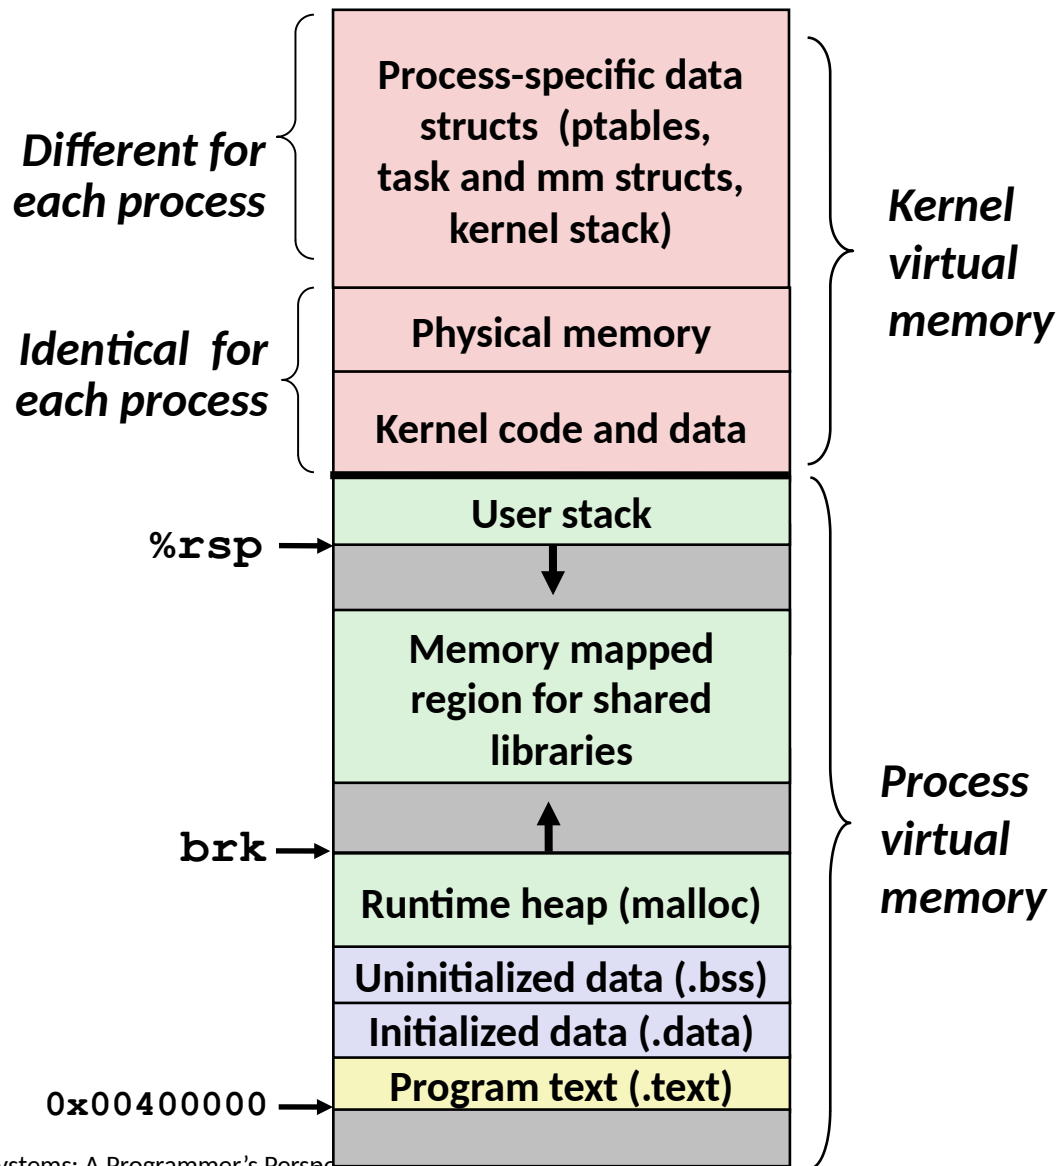 Process-specific data
structs (ptables,
task and mm structs,
kernel stack)
Different for
each process
Kernel
virtual
memory
Physical memory
Identical for
each process
Kernel code and data
User stack
%rsp
Memory mapped
region for shared
libraries
Process
virtual
memory
brk
Runtime heap (malloc)
Uninitialized data (.bss)
Initialized data (.data)
Program text (.text)
0x00400000
A Programmer's